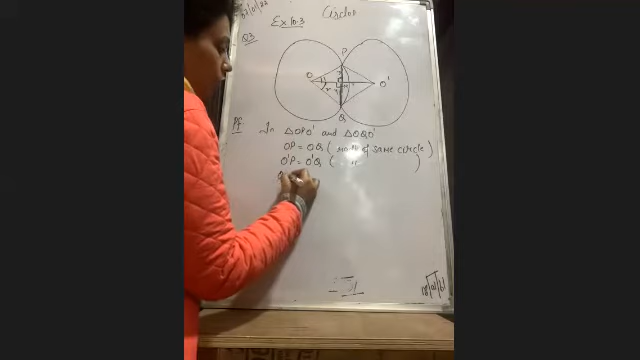 Circles
Ex 10.3
Q3
P
O
O'
Q
Pf
In △OPO' and △OQO'
OP = OQ ( radii of same circle )
O'P = O'Q ( " )